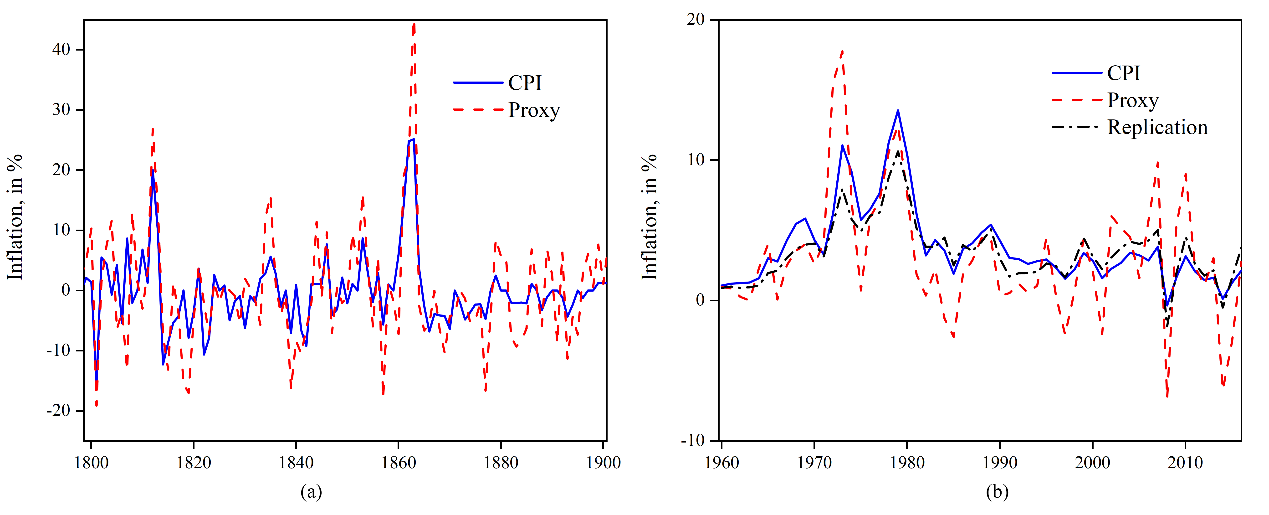 Inflation, in %
40
30
20
10
0
-10
-20
CPI
Proxy
1800
1820
1840
1860
1880
1900
(a)
Inflation, in %
20
10
0
-10
CPI
Proxy
Replication
1960
1970
1980
1990
2000
2010
(b)